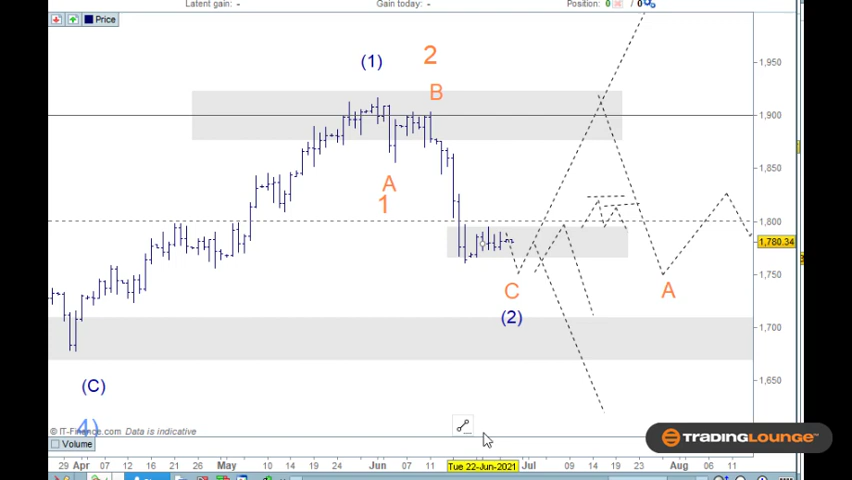 Latent gain: -
Gain today: -
Position: 0 / 0
Price
1,950
1,900
1,850
1,800
1,780.34
1,750
1,700
1,650
(1)
2
B
A
1
C
(2)
A
(C)
4)
© IT-Finance.com Data is indicative
Volume
TRADINGLOUNGE™
29 Apr 07 12 16 21 May 10 14 19 24 Jun 07 11 Tue 22-Jun-2021 Jul 09 14 19 23 Aug 06 11